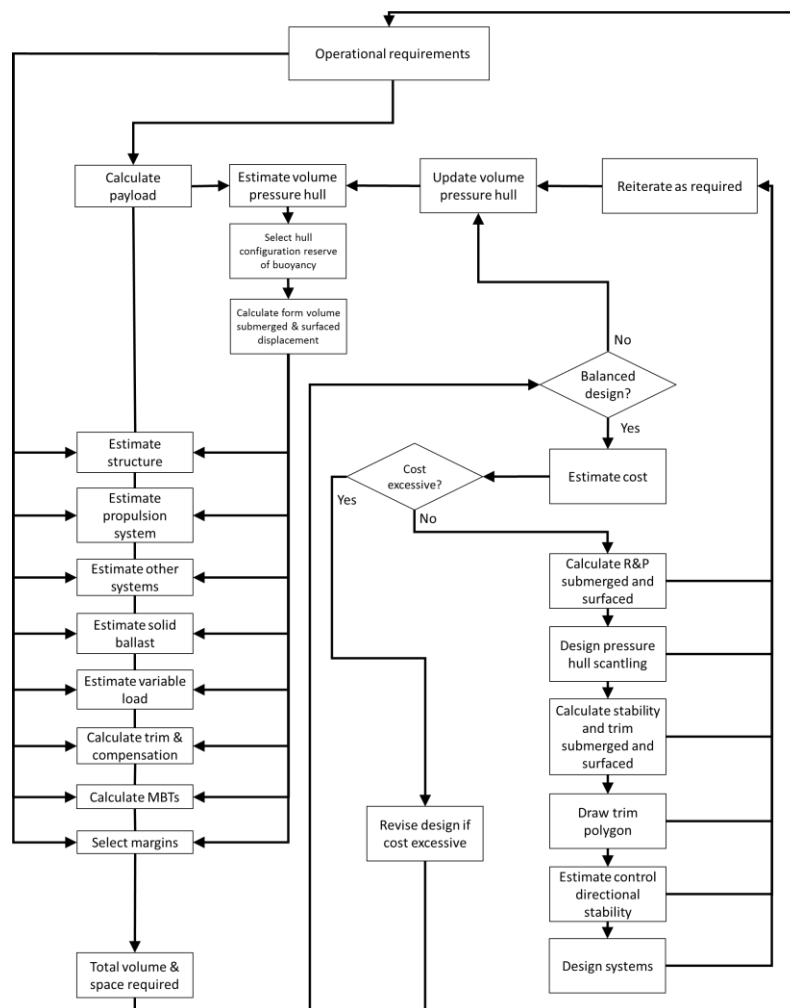 Operational requirements
Calculate
payload
Estimate volume
pressure hull
Update volume
pressure hull
Reiterate as required
Select hull
configuration reserve
of buoyancy
Calculate form volume
submerged & surfaced
displacement
No
Balanced
design?
Yes
Estimate
structure
Cost
excessive?
Estimate cost
Yes
No
Estimate
propulsion
system
Estimate other
systems
Calculate R&P
submerged and
surfaced
Estimate solid
ballast
Design pressure
hull scantling
Estimate variable
load
Calculate stability
and trim
submerged and
surfaced
Calculate trim &
compensation
Calculate MBTs
Select margins
Revise design if
cost excessive
Draw trim
polygon
Estimate control
directional
stability
Total volume &
space required
Design systems